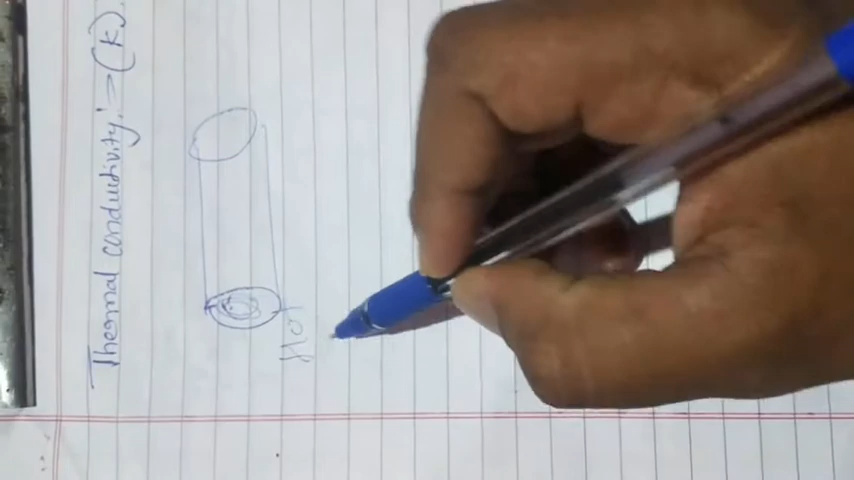 Thermal conductivity :- (k).
Hot